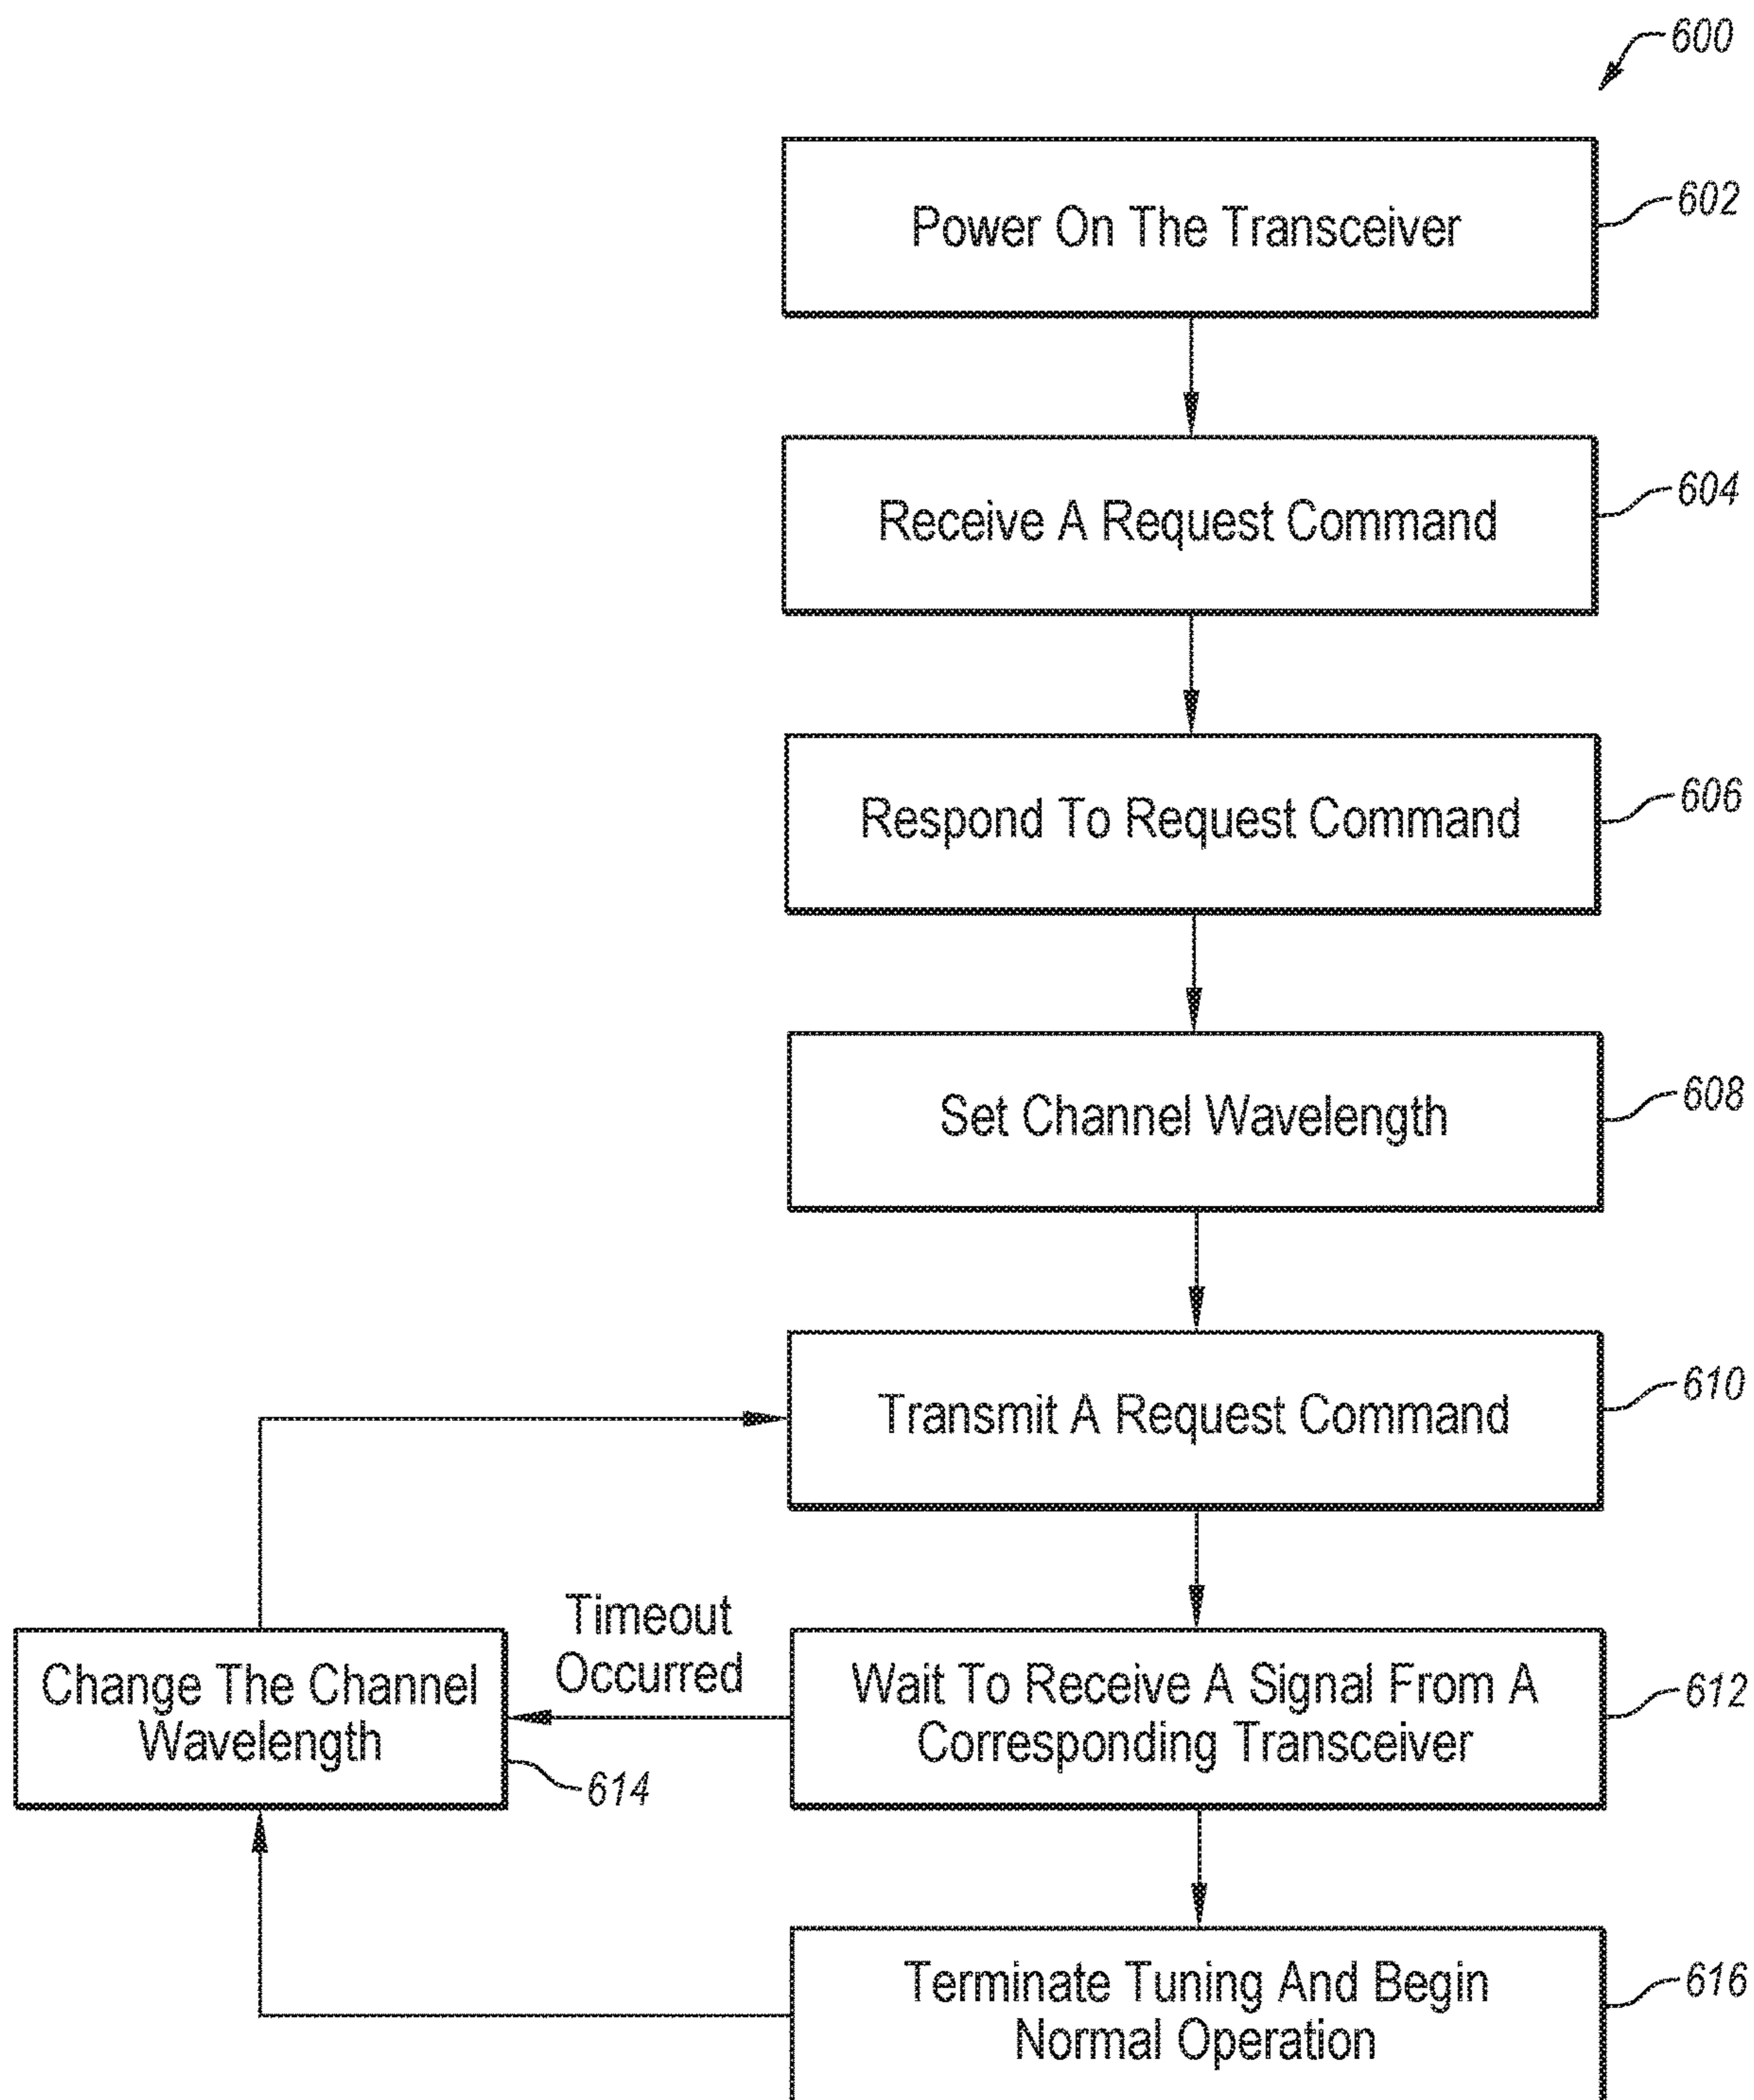 600
Power On The Transceiver
602
Receive A Request Command
604
Respond To Request Command
606
Set Channel Wavelength
608
Transmit A Request Command
610
Timeout
Occurred
Change The Channel
Wavelength
614
Wait To Receive A Signal From A
Corresponding Transceiver
612
Terminate Tuning And Begin
Normal Operation
616